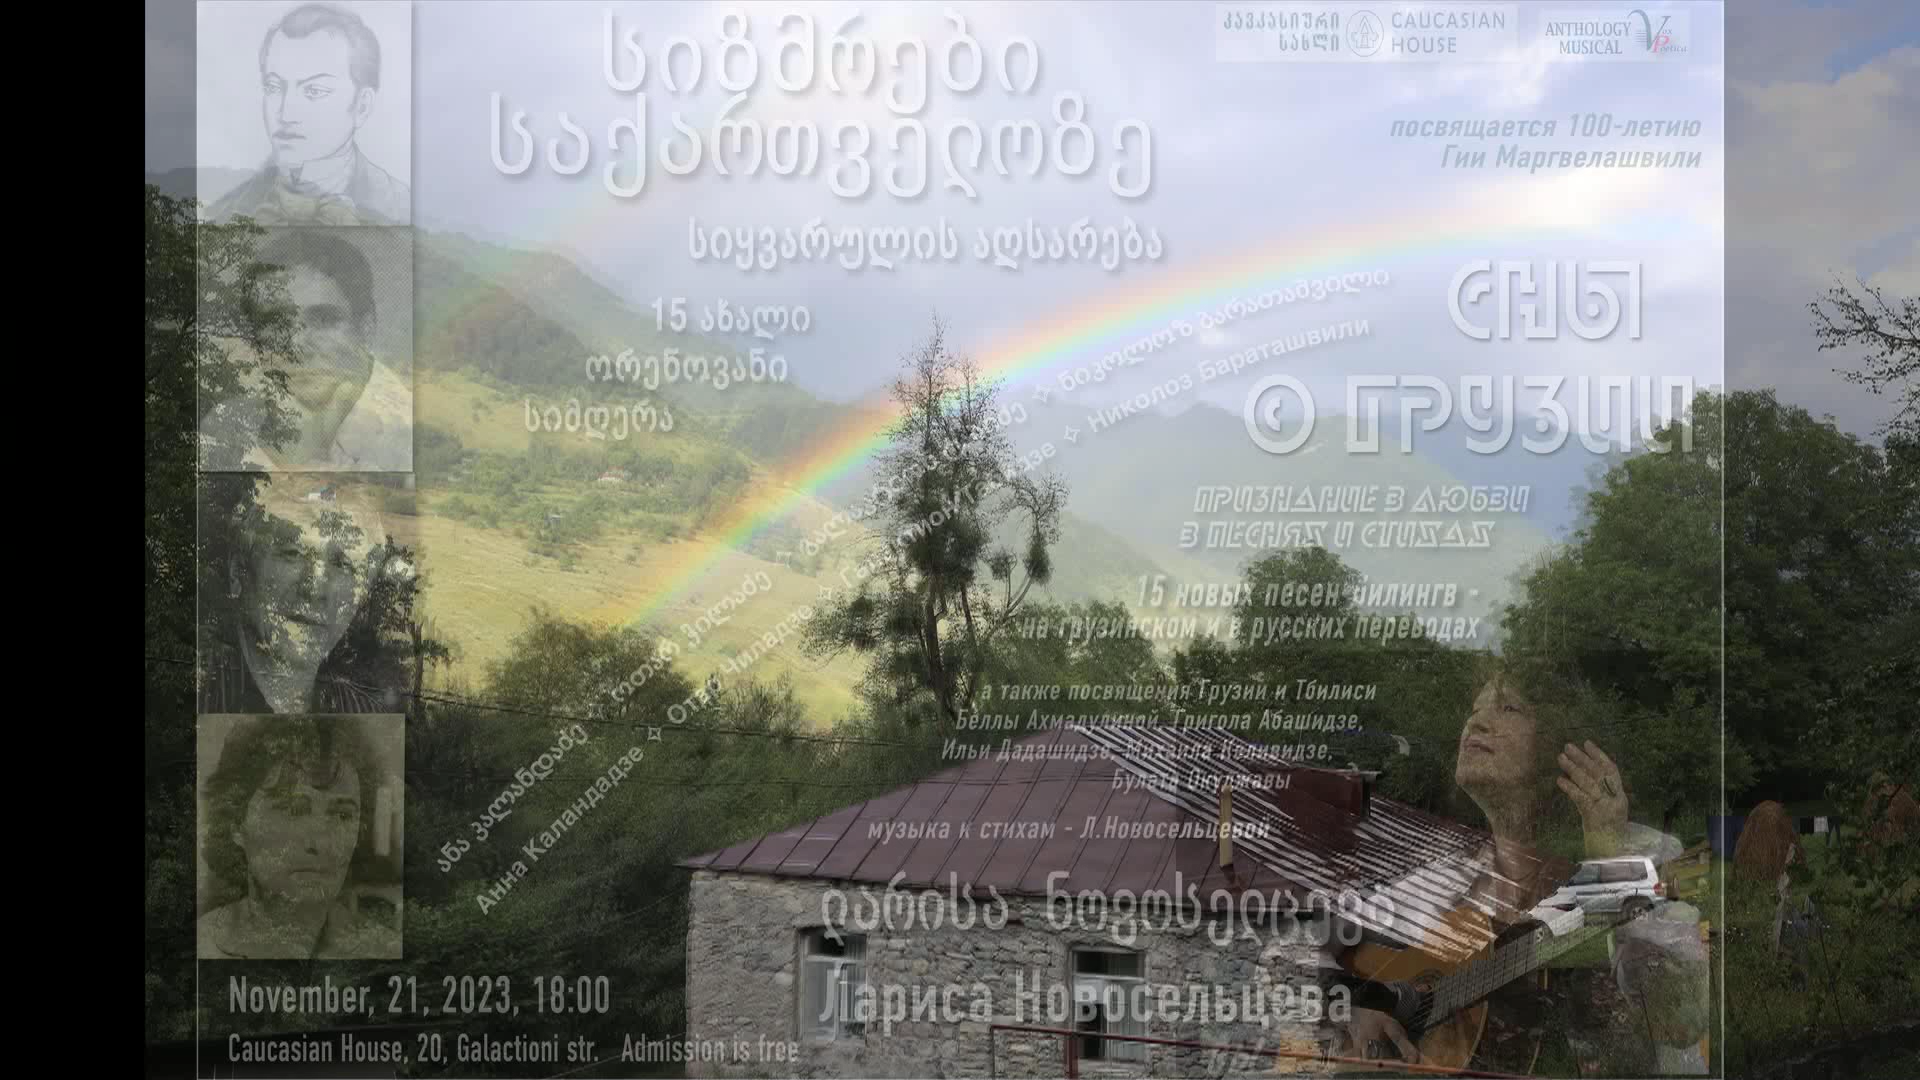 სიზმრები
საქართველოზე
სიყვარულის აღსარება
15 ახალი
ორენოვანი
სიმღერა
კავკასიური
სახლი
CAUCASIAN
HOUSE
ANTHOLOGY
MUSICAL
Vox
Poetica
посвящается 100-летию
Гии Маргвелашвили
СНЫ
О ГРУЗИИ
ПРИЗНАНИЕ В ЛЮБВИ
В ПЕСНЯХ И СТИХАХ
15 новых песен билингв -
на грузинском и в русских переводах
а также посвящения Грузии и Тбилиси
Беллы Ахмадулиной, Григола Абашидзе,
Ильи Дадашидзе, Михаила Квливидзе,
Булата Окуджавы
музыка к стихам - Л.Новосельцевой
ანა კალანდაძე ✧ ოთარ ჭილაძე ✧ ✧ ნიკოლოზ ბარათაშვილი
Анна Каландадзе ✧ Отар Чиладзе ✧ ✧ Николоз Бараташвили
ლარისა ნოვოსელცევა
Лариса Новосельцева
November, 21, 2023, 18:00
Caucasian House, 20, Galactioni str. Admission is free